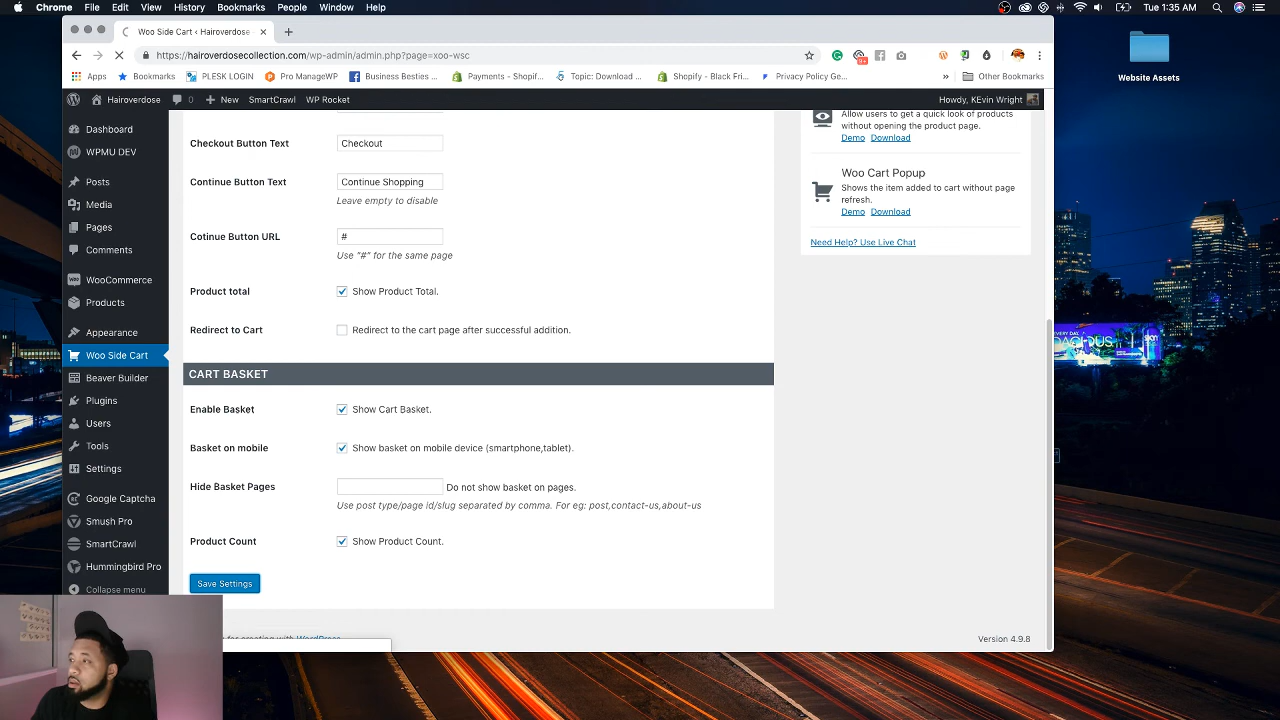 Chrome File Edit View History Bookmarks People Window Help
Tue 1:35 AM
Woo Side Cart ‹ Hairoverdose
https://hairoverdosecollection.com/wp-admin/admin.php?page=xoo-wsc
Apps Bookmarks PLESK LOGIN Pro ManageWP Business Besties ... Payments - Shopif... Topic: Download ... Shopify - Black Fri... Privacy Policy Ge... » Other Bookmarks
Website Assets
Hairoverdose 0 New SmartCrawl WP Rocket Howdy, KEvin Wright
Dashboard
WPMU DEV
Posts
Media
Pages
Comments
WooCommerce
Products
Appearance
Woo Side Cart
Beaver Builder
Plugins
Users
Tools
Settings
Google Captcha
Smush Pro
SmartCrawl
Hummingbird Pro
Collapse menu
Checkout Button Text Checkout
Continue Button Text Continue Shopping
Leave empty to disable
Cotinue Button URL #
Use "#" for the same page
Product total Show Product Total.
Redirect to Cart Redirect to the cart page after successful addition.
CART BASKET
Enable Basket Show Cart Basket.
Basket on mobile Show basket on mobile device (smartphone,tablet).
Hide Basket Pages Do not show basket on pages.
Use post type/page id/slug separated by comma. For eg: post,contact-us,about-us
Product Count Show Product Count.
Save Settings
for creating with WordPress.
Version 4.9.8
Allow users to get a quick look of products
without opening the product page.
Demo Download
Woo Cart Popup
Shows the item added to cart without page
refresh.
Demo Download
Need Help? Use Live Chat